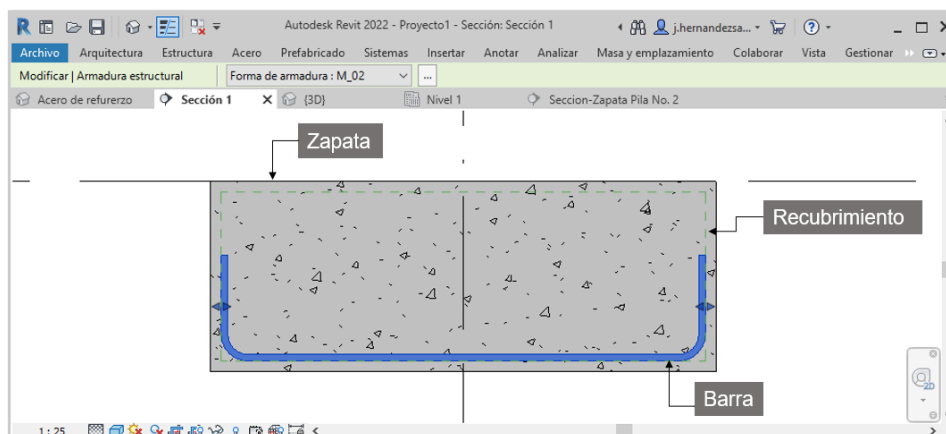 R Autodesk Revit 2022 - Proyecto1 - Sección: Sección 1 j.hernandezsa... ?
Archivo Arquitectura Estructura Acero Prefabricado Sistemas Insertar Anotar Analizar Masa y emplazamiento Colaborar Vista Gestionar
Modificar | Armadura estructural Forma de armadura : M_02 ...
Acero de refurerzo Sección 1 X {3D} Nivel 1 Seccion-Zapata Pila No. 2
Zapata
Recubrimiento
2D
Barra
1 : 25